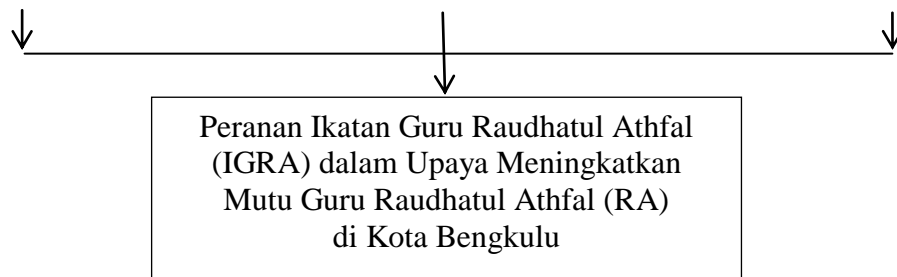 Peranan Ikatan Guru Raudhatul Athfal
(IGRA) dalam Upaya Meningkatkan
Mutu Guru Raudhatul Athfal (RA)
di Kota Bengkulu